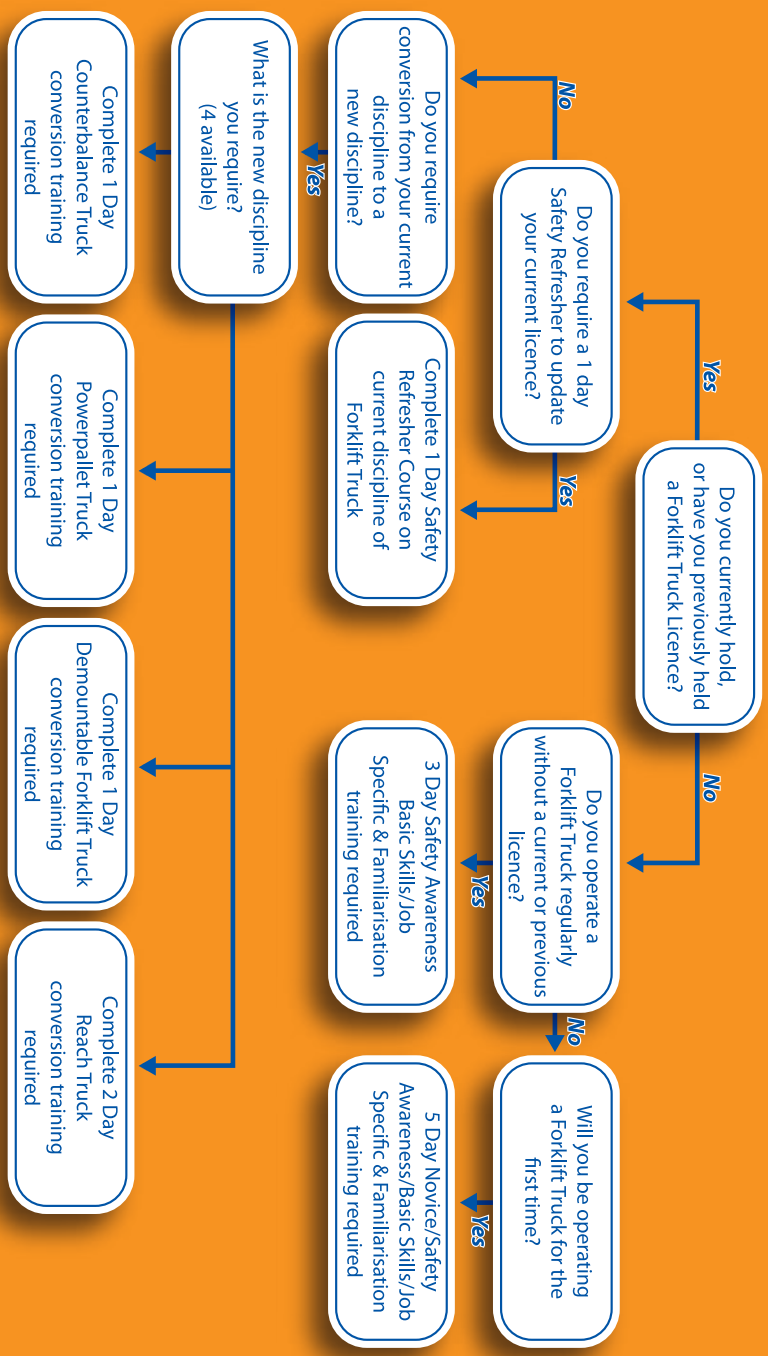 Do you currently hold,
or have you previously held
a Forklift Truck Licence?
Yes
No
Do you require a 1 day
Safety Refresher to update
your current licence?
Do you operate a
Forklift Truck regularly
without a current or previous
licence?
No
Will you be operating
a Forklift Truck for the
first time?
No
Yes
Yes
Yes
Do you require
conversion from your current
discipline to a
new discipline?
Complete 1 Day Safety
Refresher Course on
current discipline of
Forklift Truck
3 Day Safety Awareness
Basic Skills/Job
Specific & Familiarisation
training required
5 Day Novice/Safety
Awareness/Basic Skills/Job
Specific & Familiarisation
training required
Yes
What is the new discipline
you require?
(4 available)
Complete 1 Day
Counterbalance Truck
conversion training
required
Complete 1 Day
Powerpallet Truck
conversion training
required
Complete 1 Day
Demountable Forklift Truck
conversion training
required
Complete 2 Day
Reach Truck
conversion training
required